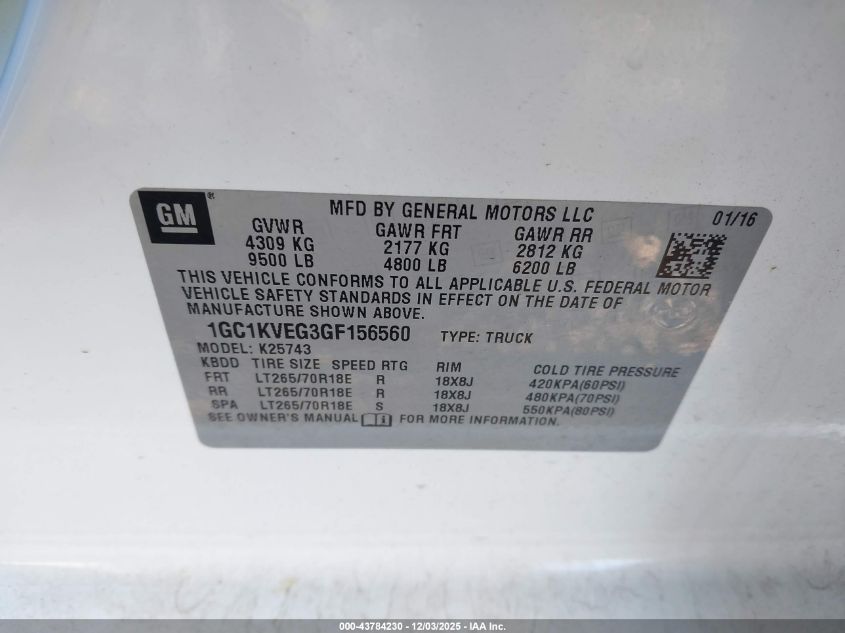 GM®
MFD BY GENERAL MOTORS LLC 01/16
GVWR GAWR FRT GAWR RR
4309 KG 2177 KG 2812 KG
9500 LB 4800 LB 6200 LB
THIS VEHICLE CONFORMS TO ALL APPLICABLE U.S. FEDERAL MOTOR
VEHICLE SAFETY STANDARDS IN EFFECT ON THE DATE OF
MANUFACTURE SHOWN ABOVE.
1GC1KVEG3GF156560 TYPE: TRUCK
MODEL: K25743
KBDD TIRE SIZE SPEED RTG RIM COLD TIRE PRESSURE
FRT LT265/70R18E R 18X8J 420KPA(60PSI)
RR LT265/70R18E R 18X8J 480KPA(70PSI)
SPA LT265/70R18E S 18X8J 550KPA(80PSI)
SEE OWNER'S MANUAL FOR MORE INFORMATION.
000-43784230 - 12/03/2025 - IAA Inc.